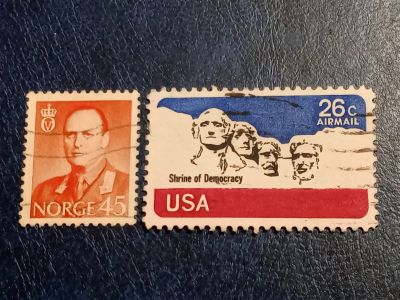 NORGE 45
26c
AIRMAIL
Shrine of Democracy
USA